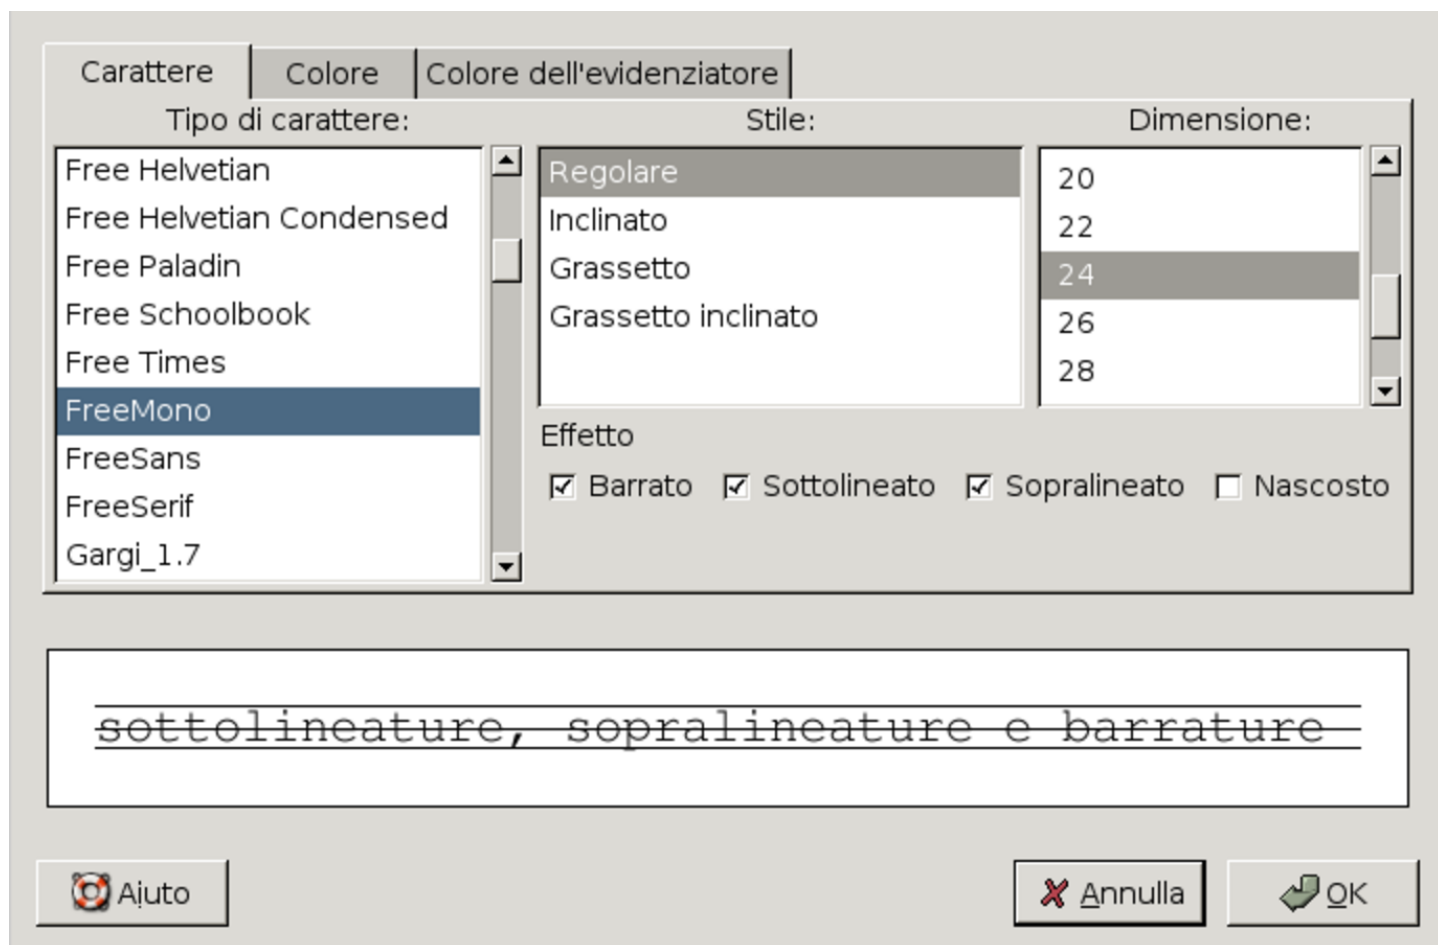 Carattere Colore Colore dell'evidenziatore
Tipo di carattere: Stile: Dimensione:
Free Helvetian
Free Helvetian Condensed
Free Paladin
Free Schoolbook
Free Times
FreeMono
FreeSans
FreeSerif
Gargi_1.7
Regolare
Inclinato
Grassetto
Grassetto inclinato
20
22
24
26
28
Effetto
Barrato Sottolineato Sopralineato Nascosto
sottolineature, sopralineature e barrature
Aiuto Annulla OK